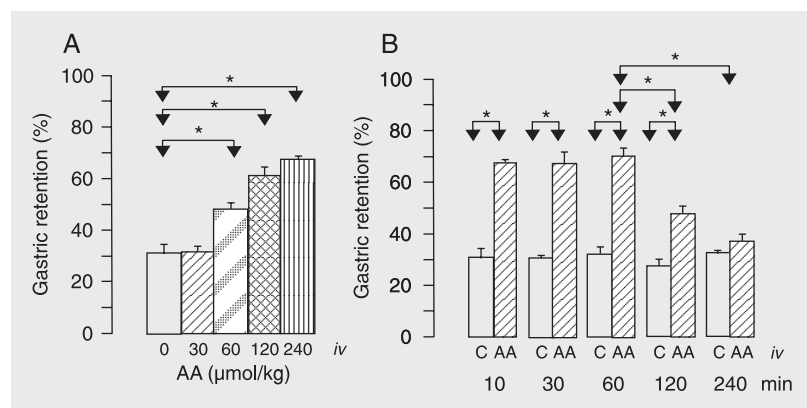 A
Gastric retention (%)
100
80
60
40
20
0
* * *
0 30 60 120 240 iv
AA (μmol/kg)
B
Gastric retention (%)
100
80
60
40
20
0
* * * * * *
C AA C AA C AA C AA C AA iv
10 30 60 120 240 min